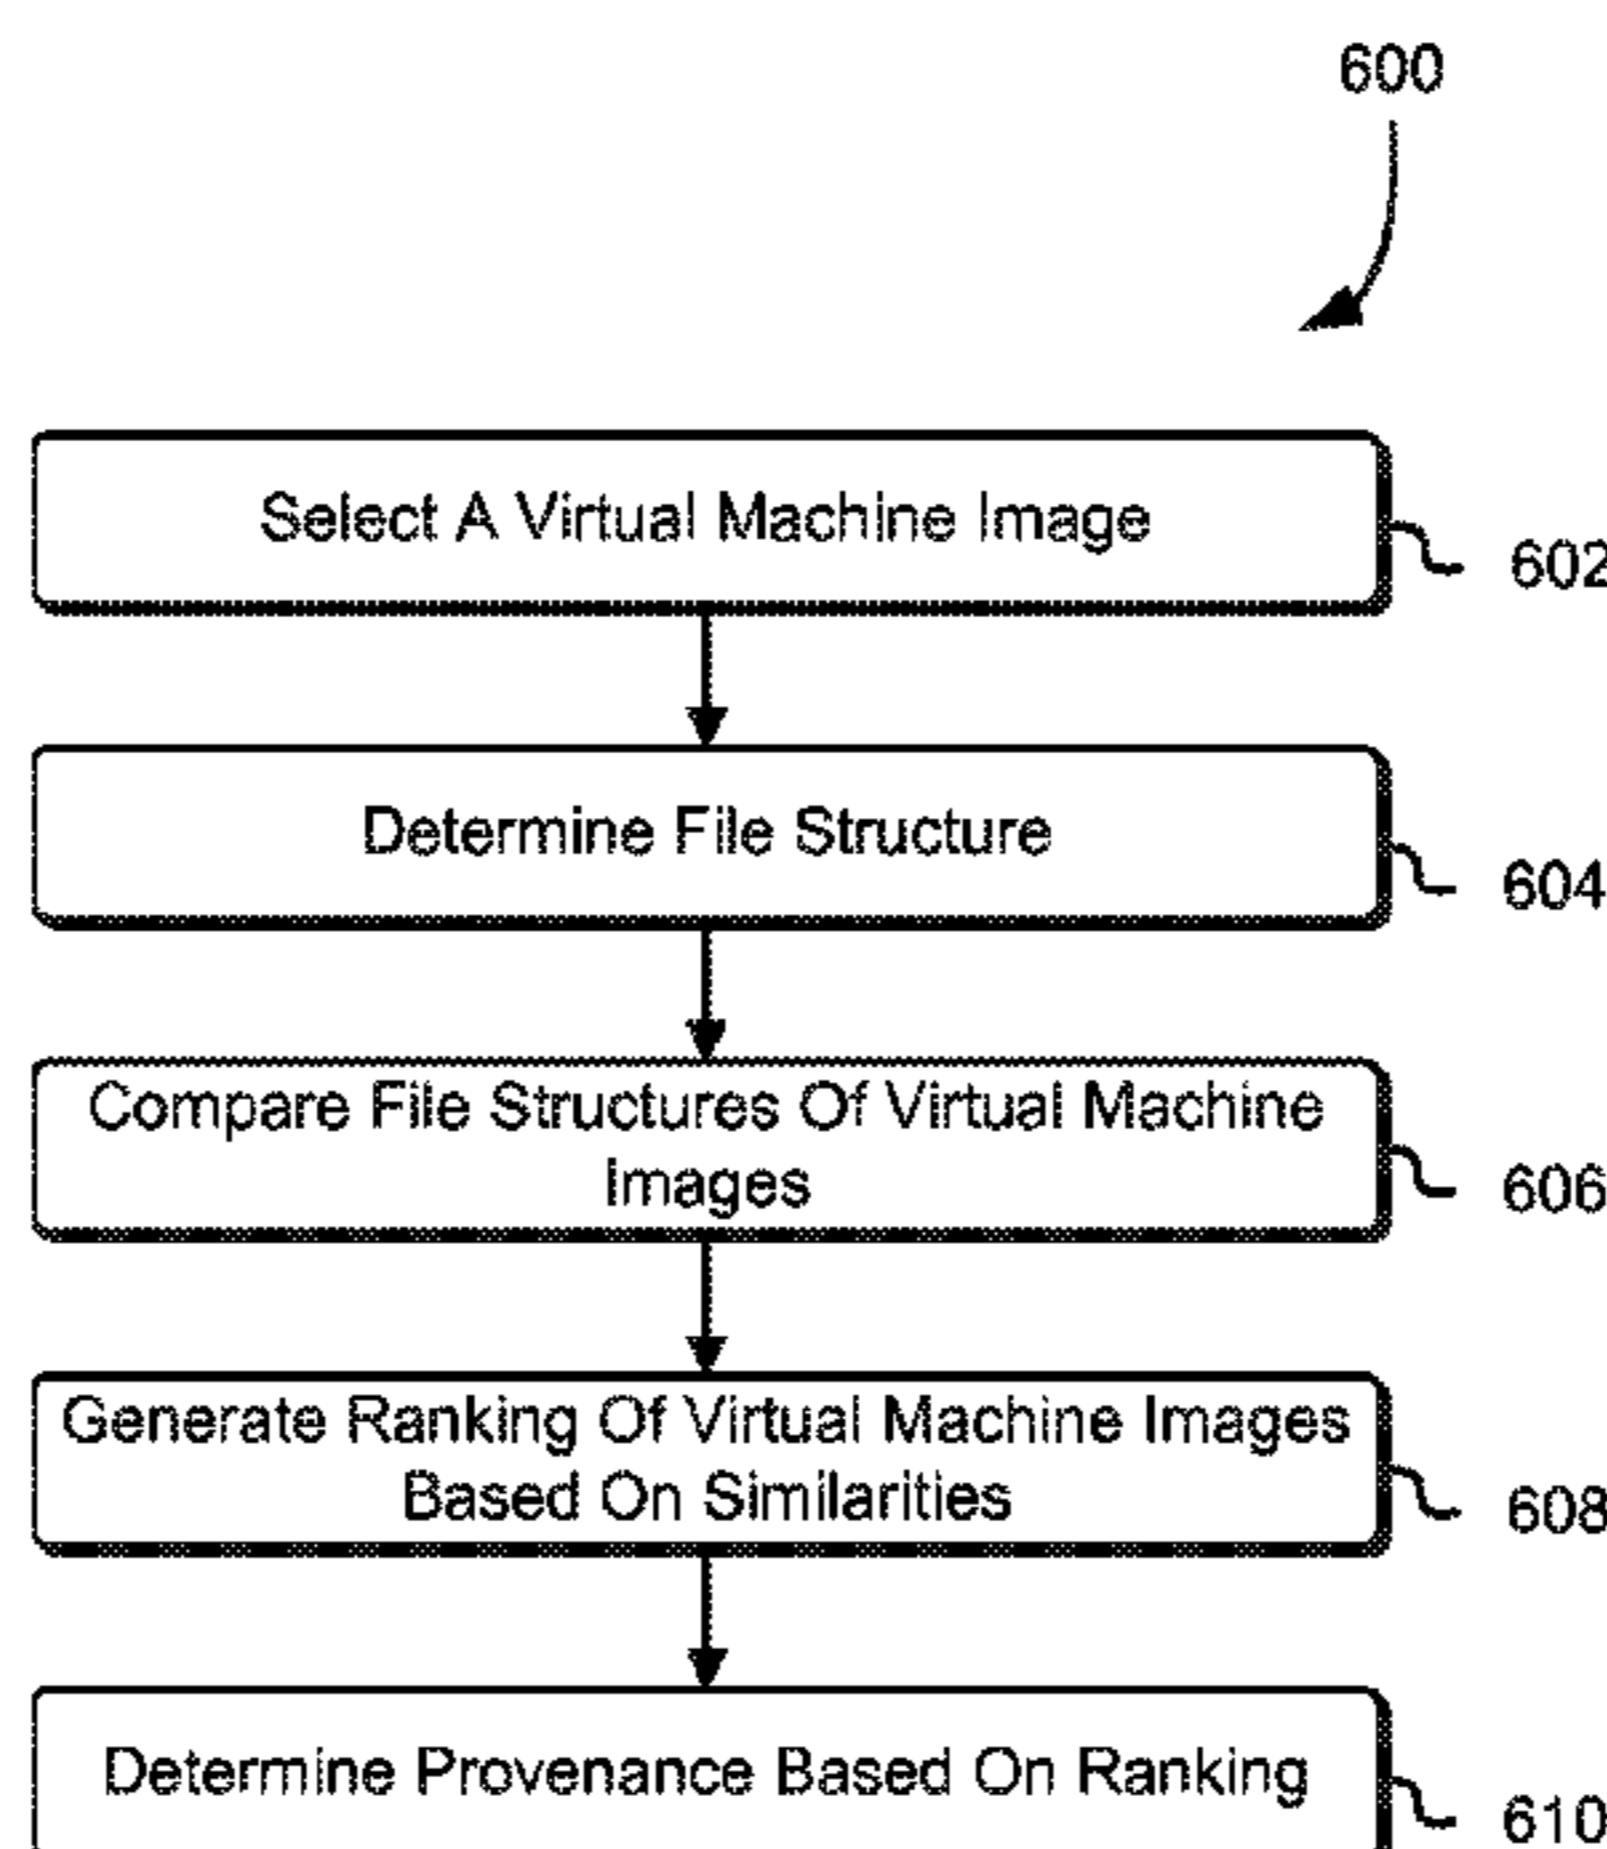 600
Select A Virtual Machine Image
602
Determine File Structure
604
Compare File Structures Of Virtual Machine
Images
606
Generate Ranking Of Virtual Machine Images
Based On Similarities
608
Determine Provenance Based On Ranking
610